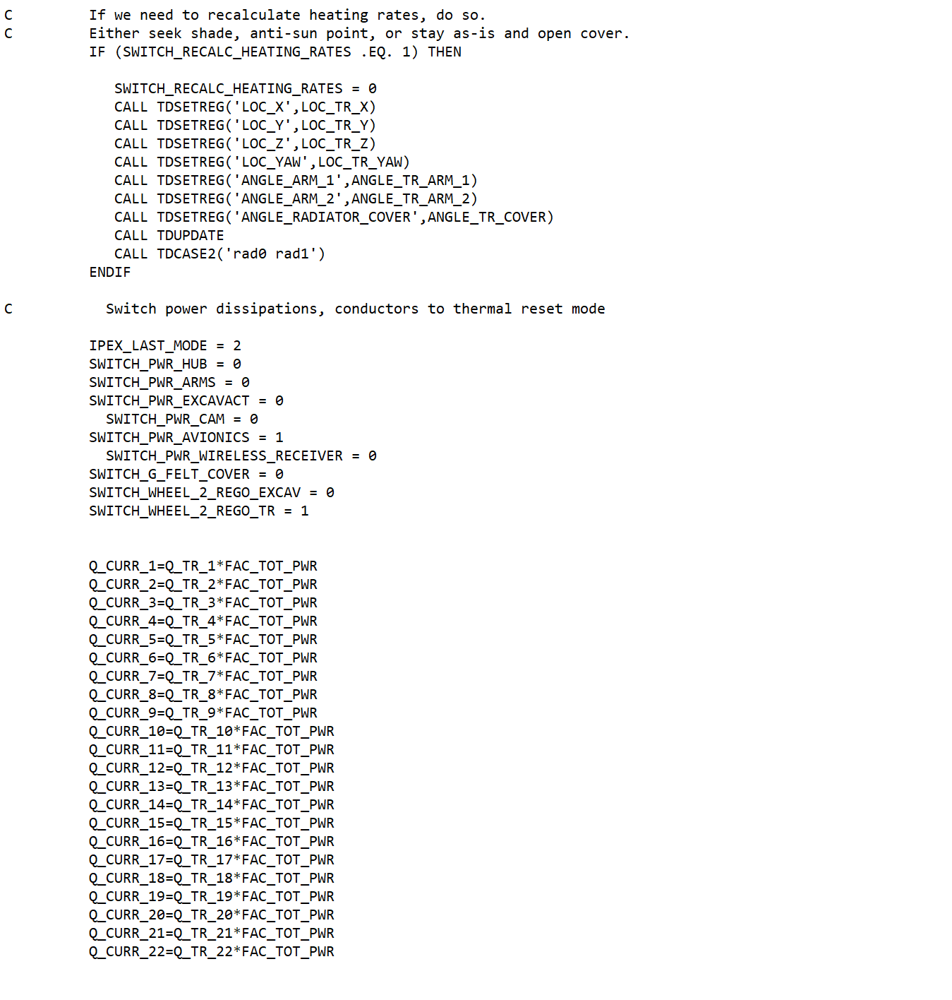 C         If we need to recalculate heating rates, do so.
C         Either seek shade, anti-sun point, or stay as-is and open cover.
          IF (SWITCH_RECALC_HEATING_RATES .EQ. 1) THEN

             SWITCH_RECALC_HEATING_RATES = 0
             CALL TDSETREG('LOC_X',LOC_TR_X)
             CALL TDSETREG('LOC_Y',LOC_TR_Y)
             CALL TDSETREG('LOC_Z',LOC_TR_Z)
             CALL TDSETREG('LOC_YAW',LOC_TR_YAW)
             CALL TDSETREG('ANGLE_ARM_1',ANGLE_TR_ARM_1)
             CALL TDSETREG('ANGLE_ARM_2',ANGLE_TR_ARM_2)
             CALL TDSETREG('ANGLE_RADIATOR_COVER',ANGLE_TR_COVER)
             CALL TDUPDATE
             CALL TDCASE2('rad0 rad1')
          ENDIF

C           Switch power dissipations, conductors to thermal reset mode

          IPEX_LAST_MODE = 2
          SWITCH_PWR_HUB = 0
          SWITCH_PWR_ARMS = 0
          SWITCH_PWR_EXCAVACT = 0
            SWITCH_PWR_CAM = 0
          SWITCH_PWR_AVIONICS = 1
            SWITCH_PWR_WIRELESS_RECEIVER = 0
          SWITCH_G_FELT_COVER = 0
          SWITCH_WHEEL_2_REGO_EXCAV = 0
          SWITCH_WHEEL_2_REGO_TR = 1


          Q_CURR_1=Q_TR_1*FAC_TOT_PWR
          Q_CURR_2=Q_TR_2*FAC_TOT_PWR
          Q_CURR_3=Q_TR_3*FAC_TOT_PWR
          Q_CURR_4=Q_TR_4*FAC_TOT_PWR
          Q_CURR_5=Q_TR_5*FAC_TOT_PWR
          Q_CURR_6=Q_TR_6*FAC_TOT_PWR
          Q_CURR_7=Q_TR_7*FAC_TOT_PWR
          Q_CURR_8=Q_TR_8*FAC_TOT_PWR
          Q_CURR_9=Q_TR_9*FAC_TOT_PWR
          Q_CURR_10=Q_TR_10*FAC_TOT_PWR
          Q_CURR_11=Q_TR_11*FAC_TOT_PWR
          Q_CURR_12=Q_TR_12*FAC_TOT_PWR
          Q_CURR_13=Q_TR_13*FAC_TOT_PWR
          Q_CURR_14=Q_TR_14*FAC_TOT_PWR
          Q_CURR_15=Q_TR_15*FAC_TOT_PWR
          Q_CURR_16=Q_TR_16*FAC_TOT_PWR
          Q_CURR_17=Q_TR_17*FAC_TOT_PWR
          Q_CURR_18=Q_TR_18*FAC_TOT_PWR
          Q_CURR_19=Q_TR_19*FAC_TOT_PWR
          Q_CURR_20=Q_TR_20*FAC_TOT_PWR
          Q_CURR_21=Q_TR_21*FAC_TOT_PWR
          Q_CURR_22=Q_TR_22*FAC_TOT_PWR